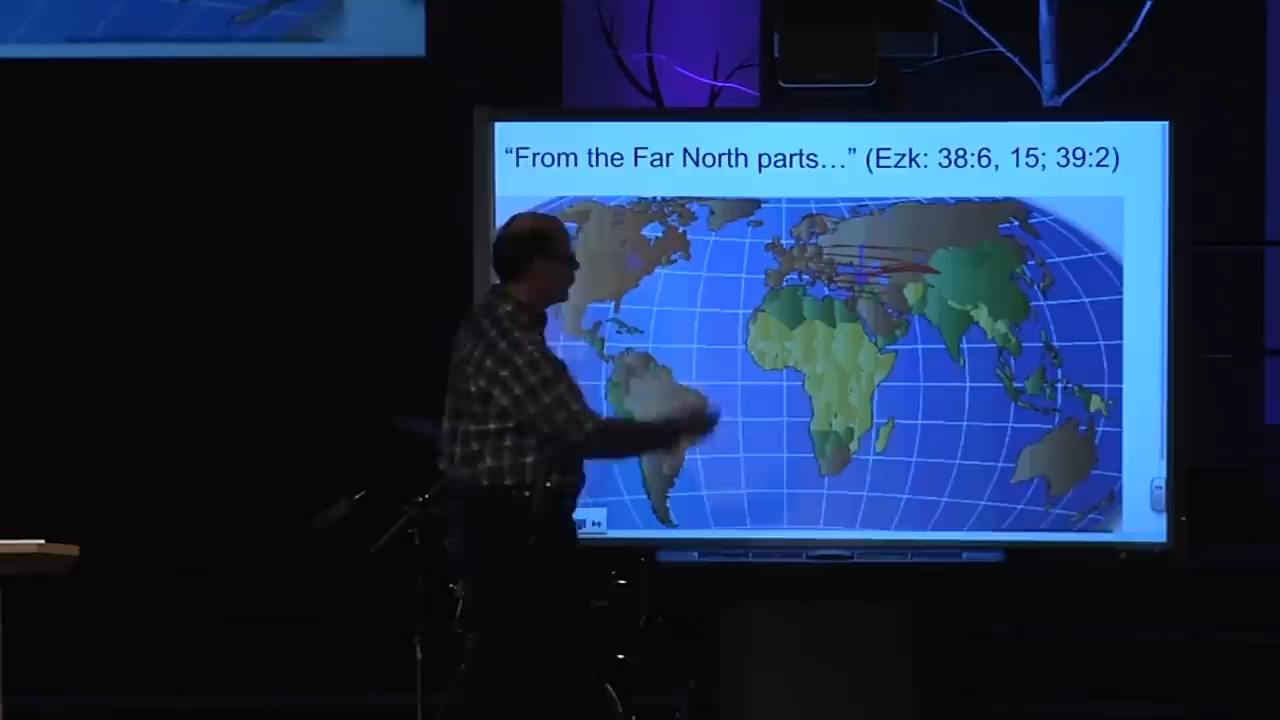 “From the Far North parts…” (Ezk: 38:6, 15; 39:2)